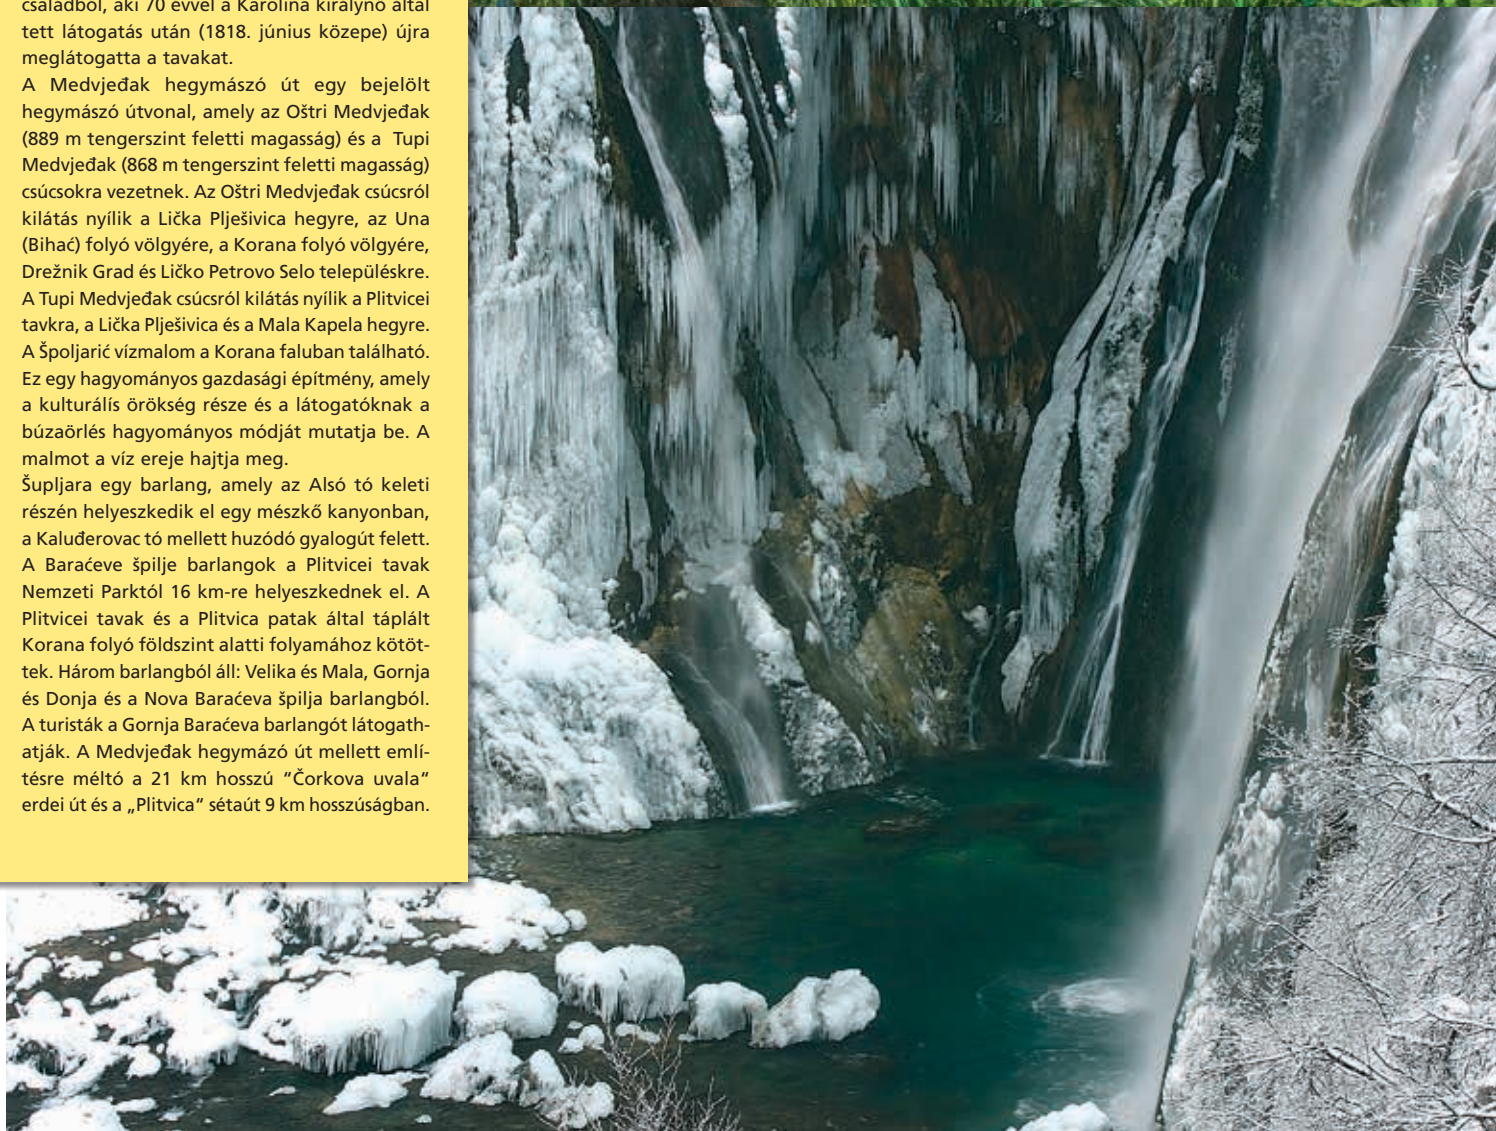 családból, aki 70 évvel a Karolina királynő által
tett látogatás után (1818. június közepe) újra
meglátogatta a tavakat.
A Medvjeđak hegymászó út egy bejelölt
hegymászó útvonal, amely az Oštri Medvjeđak
(889 m tengerszint feletti magasság) és a Tupi
Medvjeđak (868 m tengerszint feletti magasság)
csúcsokra vezetnek. Az Oštri Medvjeđak csúcsról
kilátás nyílik a Lička Plješivica hegyre, az Una
(Bihać) folyó völgyére, a Korana folyó völgyére,
Drežnik Grad és Ličko Petrovo Selo településkre.
A Tupi Medvjeđak csúcsról kilátás nyílik a Plitvicei
tavkra, a Lička Plješivica és a Mala Kapela hegyre.
A Špoljarić vízmalom a Korana faluban található.
Ez egy hagyományos gazdasági építmény, amely
a kulturálís örökség része és a látogatóknak a
búzaörlés hagyományos módját mutatja be. A
malmot a víz ereje hajtja meg.
Šupljara egy barlang, amely az Alsó tó keleti
részén helyeszkedik el egy mészkő kanyonban,
a Kaluđerovac tó mellett huzódó gyalogút felett.
A Baraćeve špilje barlangok a Plitvicei tavak
Nemzeti Parktól 16 km-re helyeszkednek el. A
Plitvicei tavak és a Plitvica patak által táplált
Korana folyó földszint alatti folyamához kötöt-
tek. Három barlangból áll: Velika és Mala, Gornja
és Donja és a Nova Baraćeva špilja barlangból.
A turisták a Gornja Baraćeva barlangót látogath-
atják. A Medvjeđak hegymázó út mellett emlí-
tésre méltó a 21 km hosszú “Čorkova uvala“
erdei út és a „Plitvica“ sétaút 9 km hosszúságban.